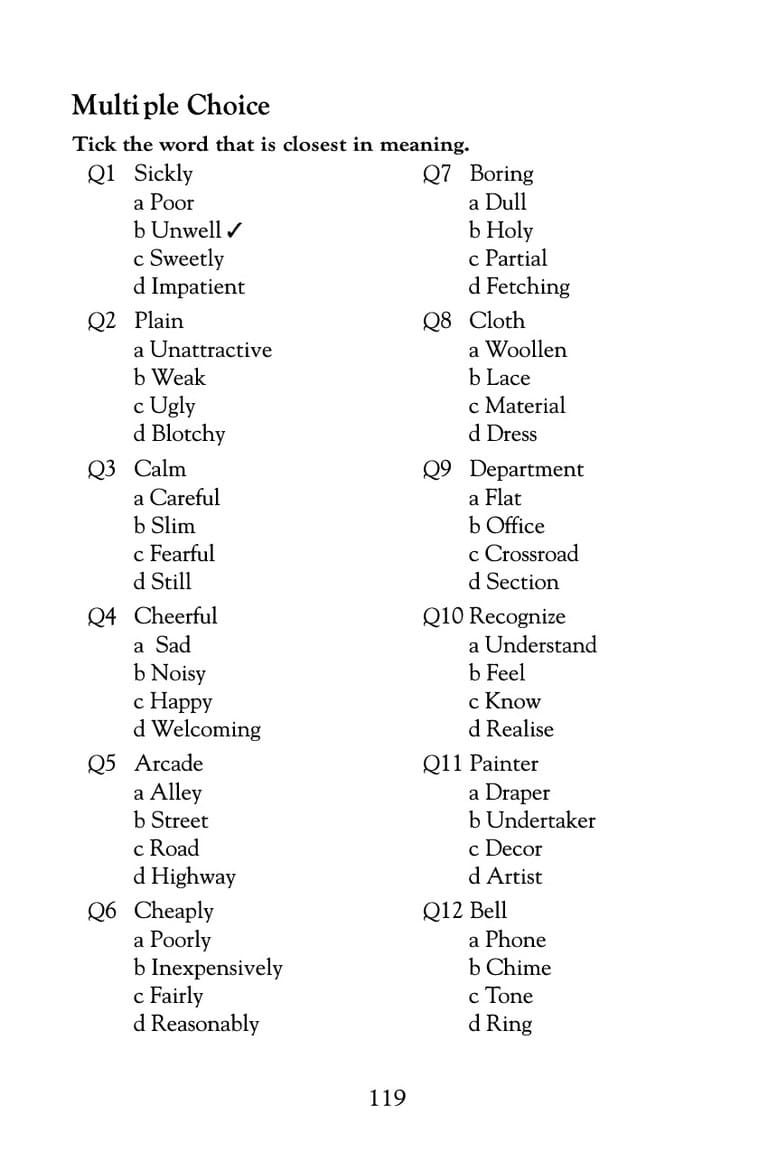 Multiple Choice
Tick the word that is closest in meaning.
Q1 Sickly
a Poor
b Unwell ✓
c Sweetly
d Impatient
Q2 Plain
a Unattractive
b Weak
c Ugly
d Blotchy
Q3 Calm
a Careful
b Slim
c Fearful
d Still
Q4 Cheerful
a Sad
b Noisy
c Happy
d Welcoming
Q5 Arcade
a Alley
b Street
c Road
d Highway
Q6 Cheaply
a Poorly
b Inexpensively
c Fairly
d Reasonably
Q7 Boring
a Dull
b Holy
c Partial
d Fetching
Q8 Cloth
a Woollen
b Lace
c Material
d Dress
Q9 Department
a Flat
b Office
c Crossroad
d Section
Q10 Recognize
a Understand
b Feel
c Know
d Realise
Q11 Painter
a Draper
b Undertaker
c Decor
d Artist
Q12 Bell
a Phone
b Chime
c Tone
d Ring
119